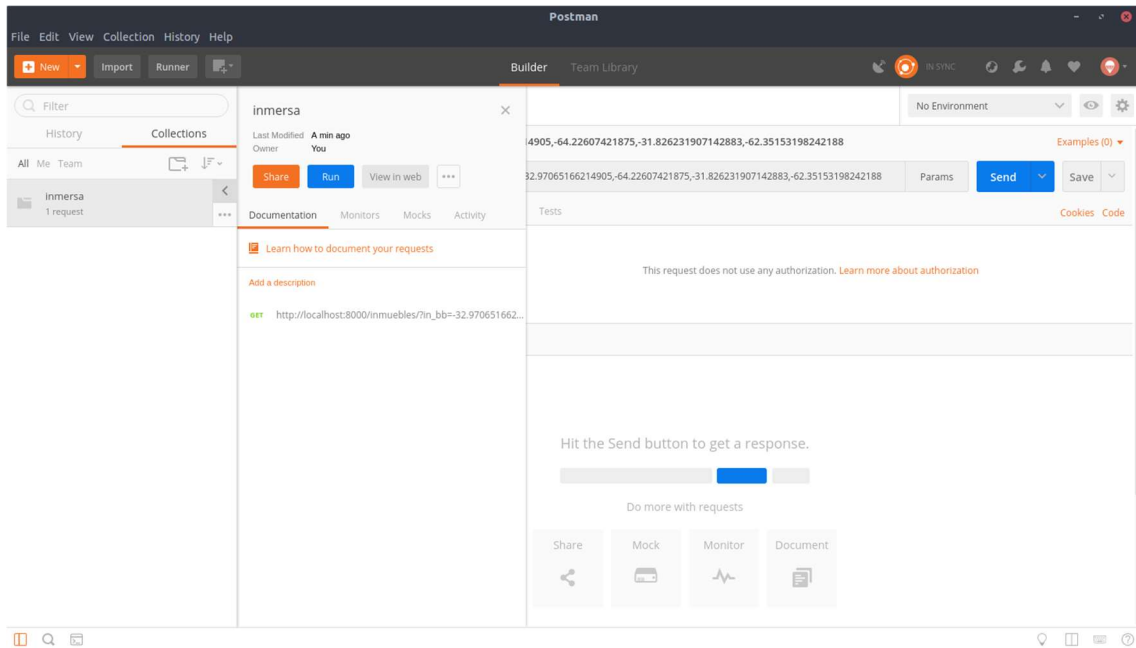 Postman
File Edit View Collection History Help
New Import Runner Builder Team Library IN SYNC
Filter
History Collections
All Me Team
inmersa
1 request
inmersa
Last Modified A min ago
Owner You
Share Run View in web
Documentation Monitors Mocks Activity
Learn how to document your requests
Add a description
GET http://localhost:8000/inmuebles/?in_bb=-32.970651662...
No Environment
4905,-64.22607421875,-31.826231907142883,-62.35153198242188 Examples (0)
32.97065166214905,-64.22607421875,-31.826231907142883,-62.35153198242188 Params Send Save
Tests Cookies Code
This request does not use any authorization. Learn more about authorization
Hit the Send button to get a response.
Do more with requests
Share Mock Monitor Document